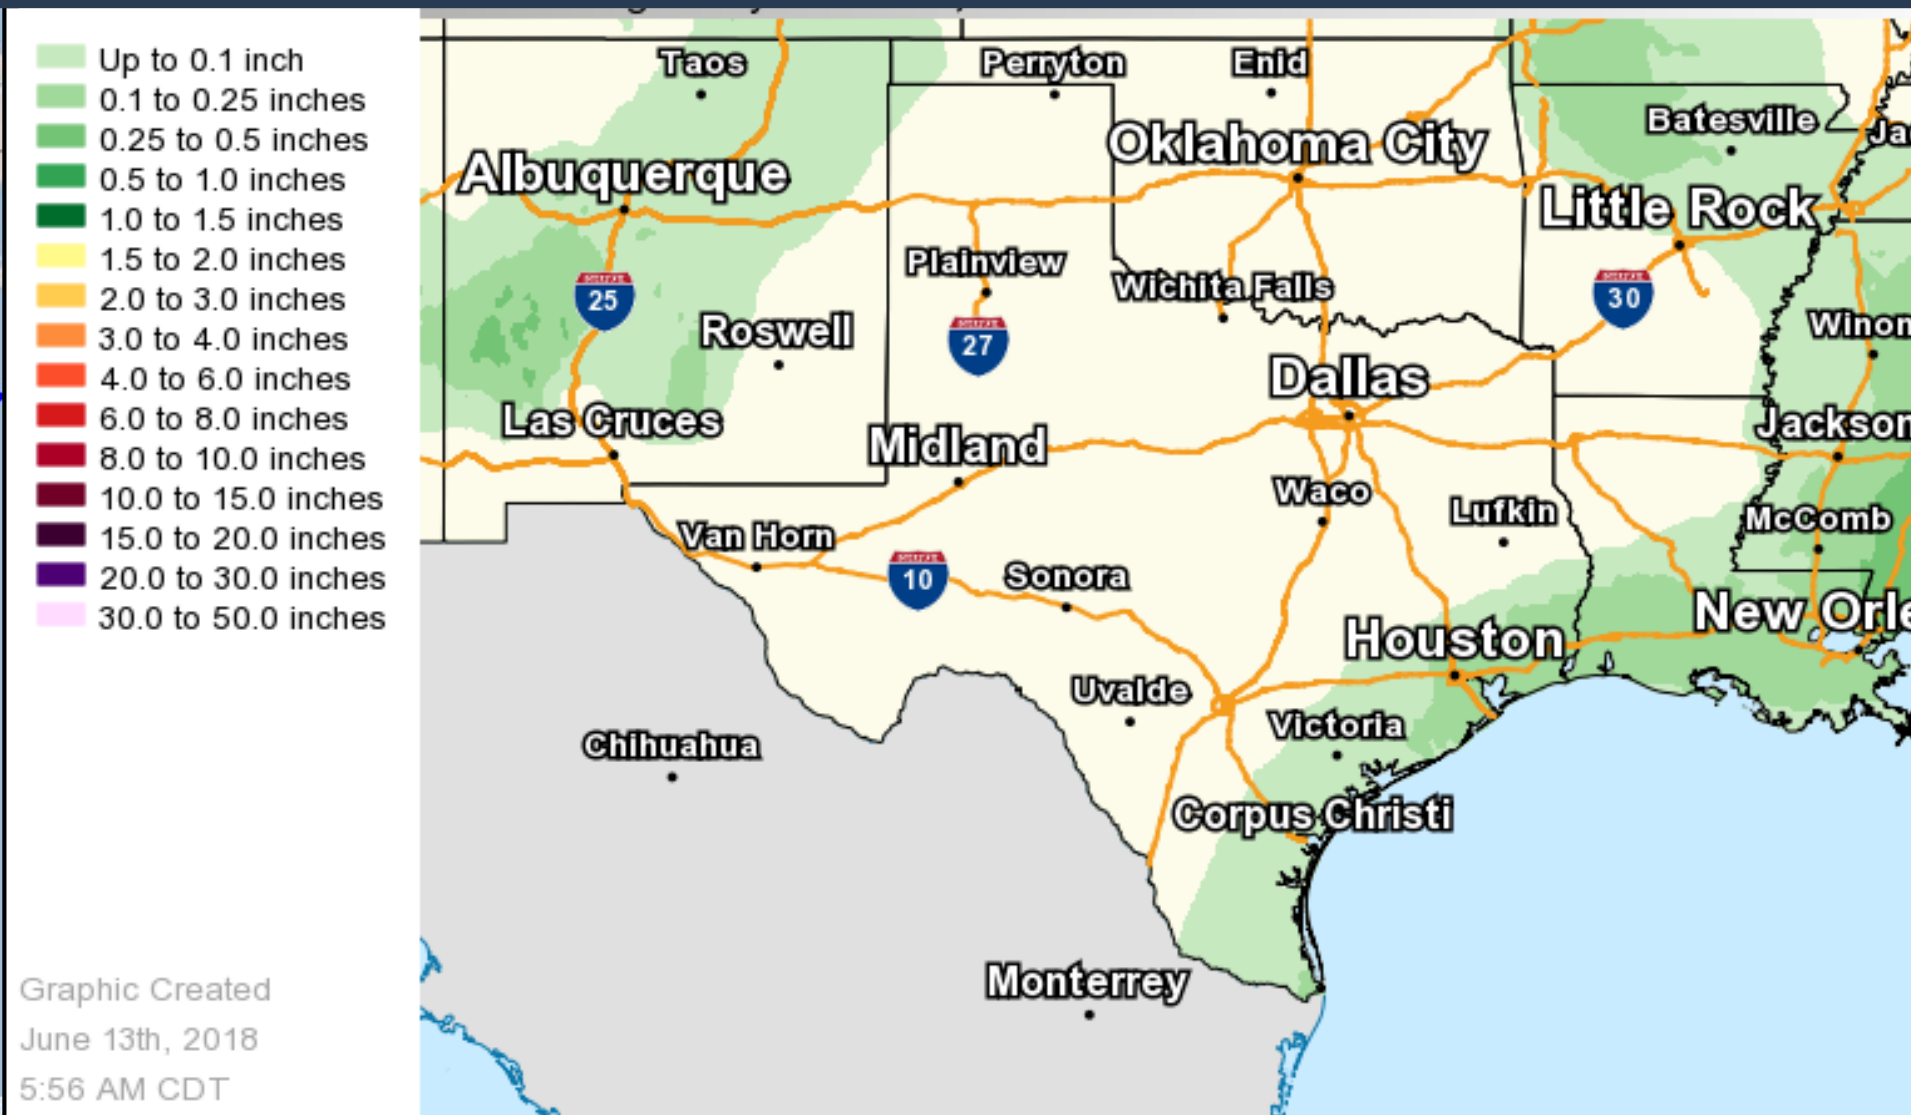 Up to 0.1 inch
0.1 to 0.25 inches
0.25 to 0.5 inches
0.5 to 1.0 inches
1.0 to 1.5 inches
1.5 to 2.0 inches
2.0 to 3.0 inches
3.0 to 4.0 inches
4.0 to 6.0 inches
6.0 to 8.0 inches
8.0 to 10.0 inches
10.0 to 15.0 inches
15.0 to 20.0 inches
20.0 to 30.0 inches
30.0 to 50.0 inches
Graphic Created
June 13th, 2018
5:56 AM CDT
Taos
Perryton
Enid
Batesville
Ja
Oklahoma City
Albuquerque
Little Rock
Plainview
Wichita Falls
25
30
Roswell
27
Winon
Dallas
Las Cruces
Midland
Jackson
Waco
Lufkin
McComb
Van Horn
10
Sonora
New Orle
Houston
Uvalde
Victoria
Chihuahua
Corpus Christi
Monterrey